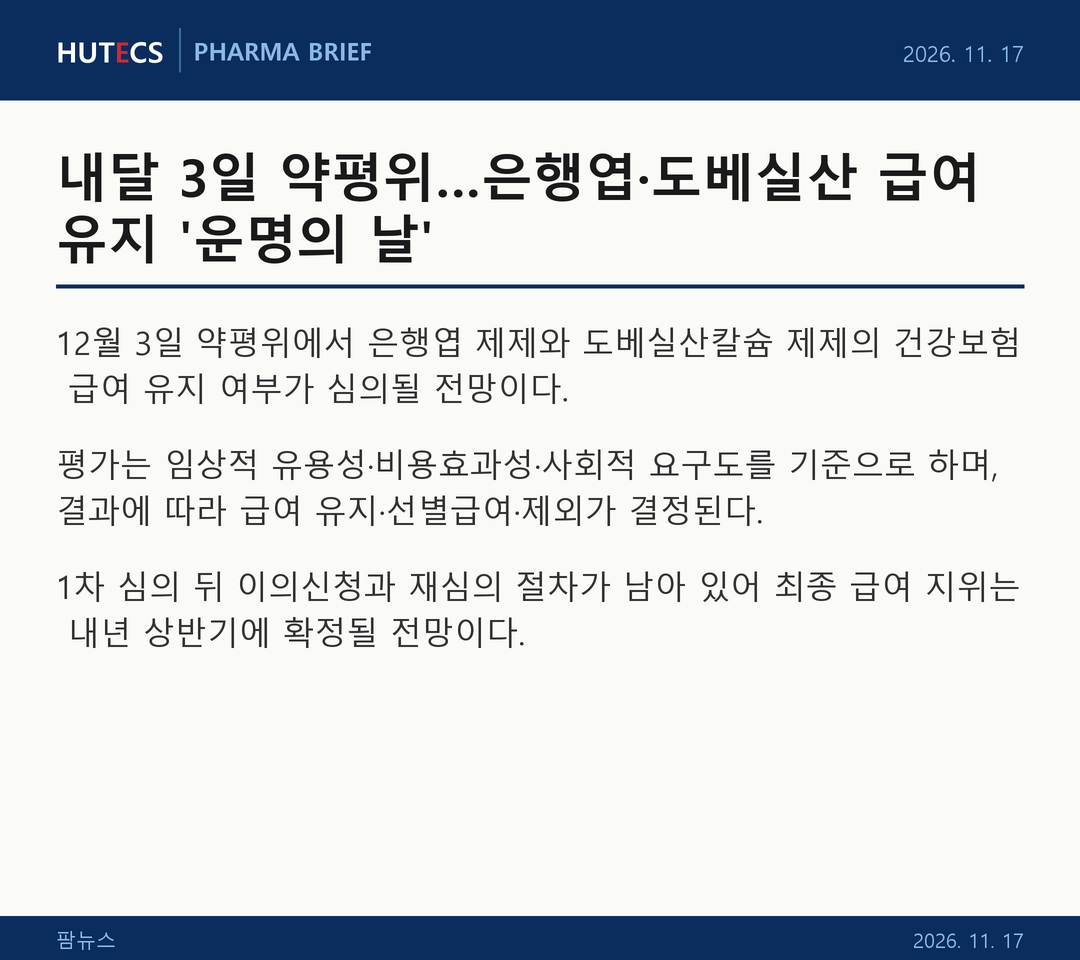 HUTECS | PHARMA BRIEF
2026. 11. 17
내달 3일 약평위...은행엽·도베실산 급여
유지 '운명의 날'
12월 3일 약평위에서 은행엽 제제와 도베실산칼슘 제제의 건강보험
급여 유지 여부가 심의될 전망이다.
평가는 임상적 유용성·비용효과성·사회적 요구도를 기준으로 하며,
결과에 따라 급여 유지·선별급여·제외가 결정된다.
1차 심의 뒤 이의신청과 재심의 절차가 남아 있어 최종 급여 지위는
내년 상반기에 확정될 전망이다.
팜뉴스
2026. 11. 17